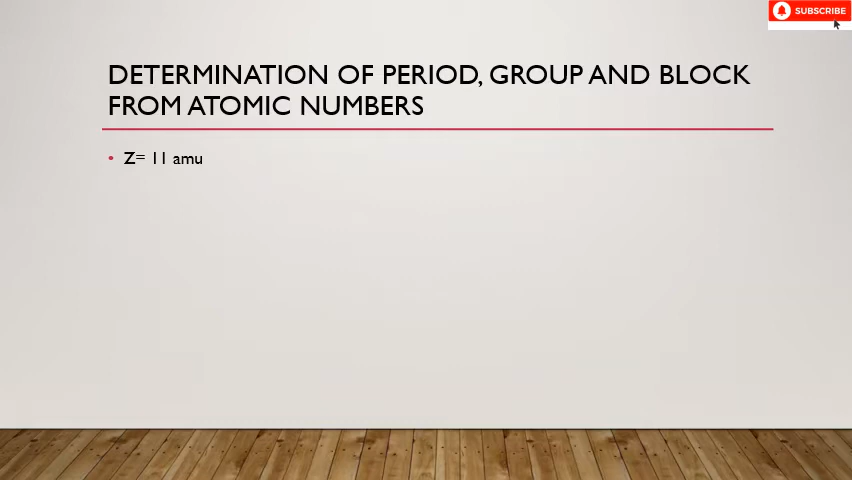 SUBSCRIBE
DETERMINATION OF PERIOD, GROUP AND BLOCK
FROM ATOMIC NUMBERS
• Z= 11 amu